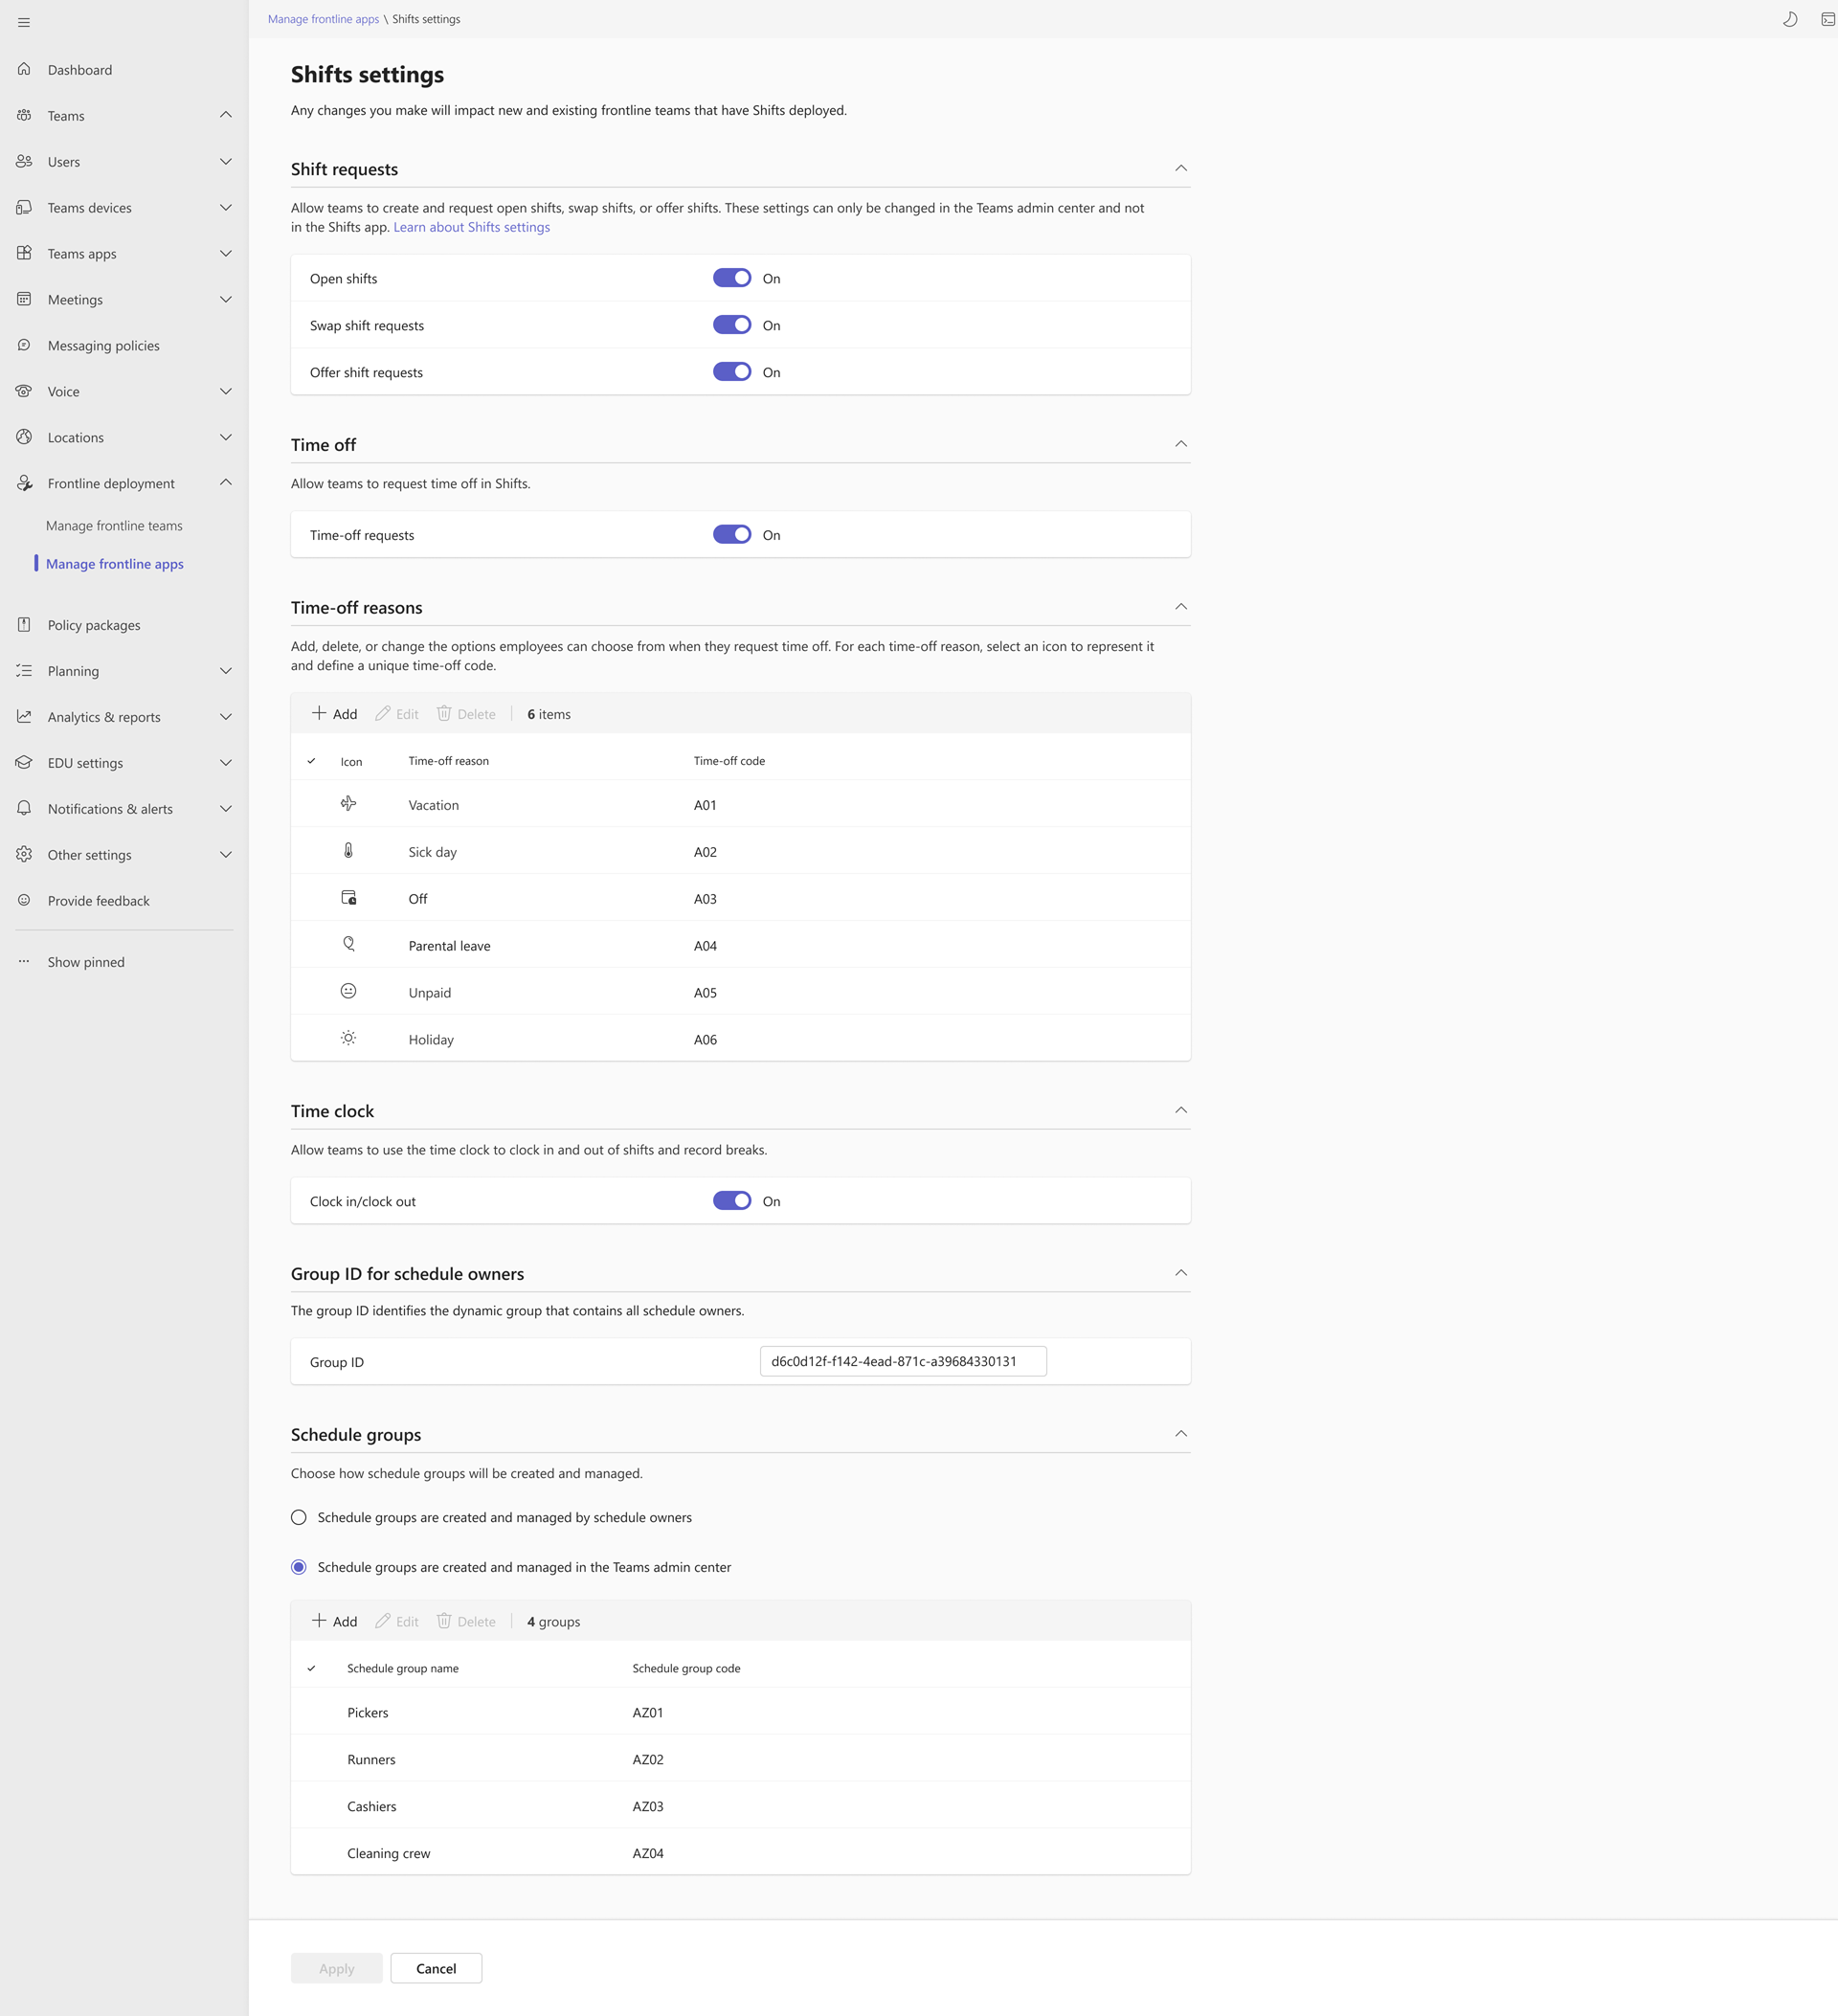 Manage frontline apps \ Shifts settings
Dashboard
Teams
Users
Teams devices
Teams apps
Meetings
Messaging policies
Voice
Locations
Frontline deployment
Manage frontline teams
Manage frontline apps
Policy packages
Planning
Analytics & reports
EDU settings
Notifications & alerts
Other settings
Provide feedback
Show pinned
Shifts settings
Any changes you make will impact new and existing frontline teams that have Shifts deployed.
Shift requests
Allow teams to create and request open shifts, swap shifts, or offer shifts. These settings can only be changed in the Teams admin center and not
in the Shifts app. Learn about Shifts settings
Open shifts On
Swap shift requests On
Offer shift requests On
Time off
Allow teams to request time off in Shifts.
Time-off requests On
Time-off reasons
Add, delete, or change the options employees can choose from when they request time off. For each time-off reason, select an icon to represent it
and define a unique time-off code.
Add Edit Delete 6 items
Icon Time-off reason Time-off code
Vacation A01
Sick day A02
Off A03
Parental leave A04
Unpaid A05
Holiday A06
Time clock
Allow teams to use the time clock to clock in and out of shifts and record breaks.
Clock in/clock out On
Group ID for schedule owners
The group ID identifies the dynamic group that contains all schedule owners.
Group ID d6c0d12f-f142-4ead-871c-a39684330131
Schedule groups
Choose how schedule groups will be created and managed.
Schedule groups are created and managed by schedule owners
Schedule groups are created and managed in the Teams admin center
Add Edit Delete 4 groups
Schedule group name Schedule group code
Pickers AZ01
Runners AZ02
Cashiers AZ03
Cleaning crew AZ04
Apply Cancel